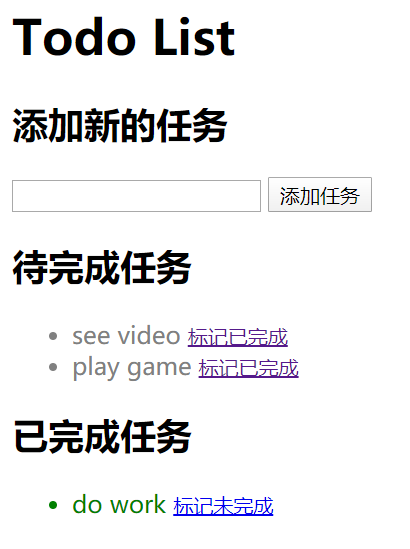 Todo List
添加新的任务
添加任务
待完成任务
see video 标记已完成
play game 标记已完成
已完成任务
do work 标记未完成